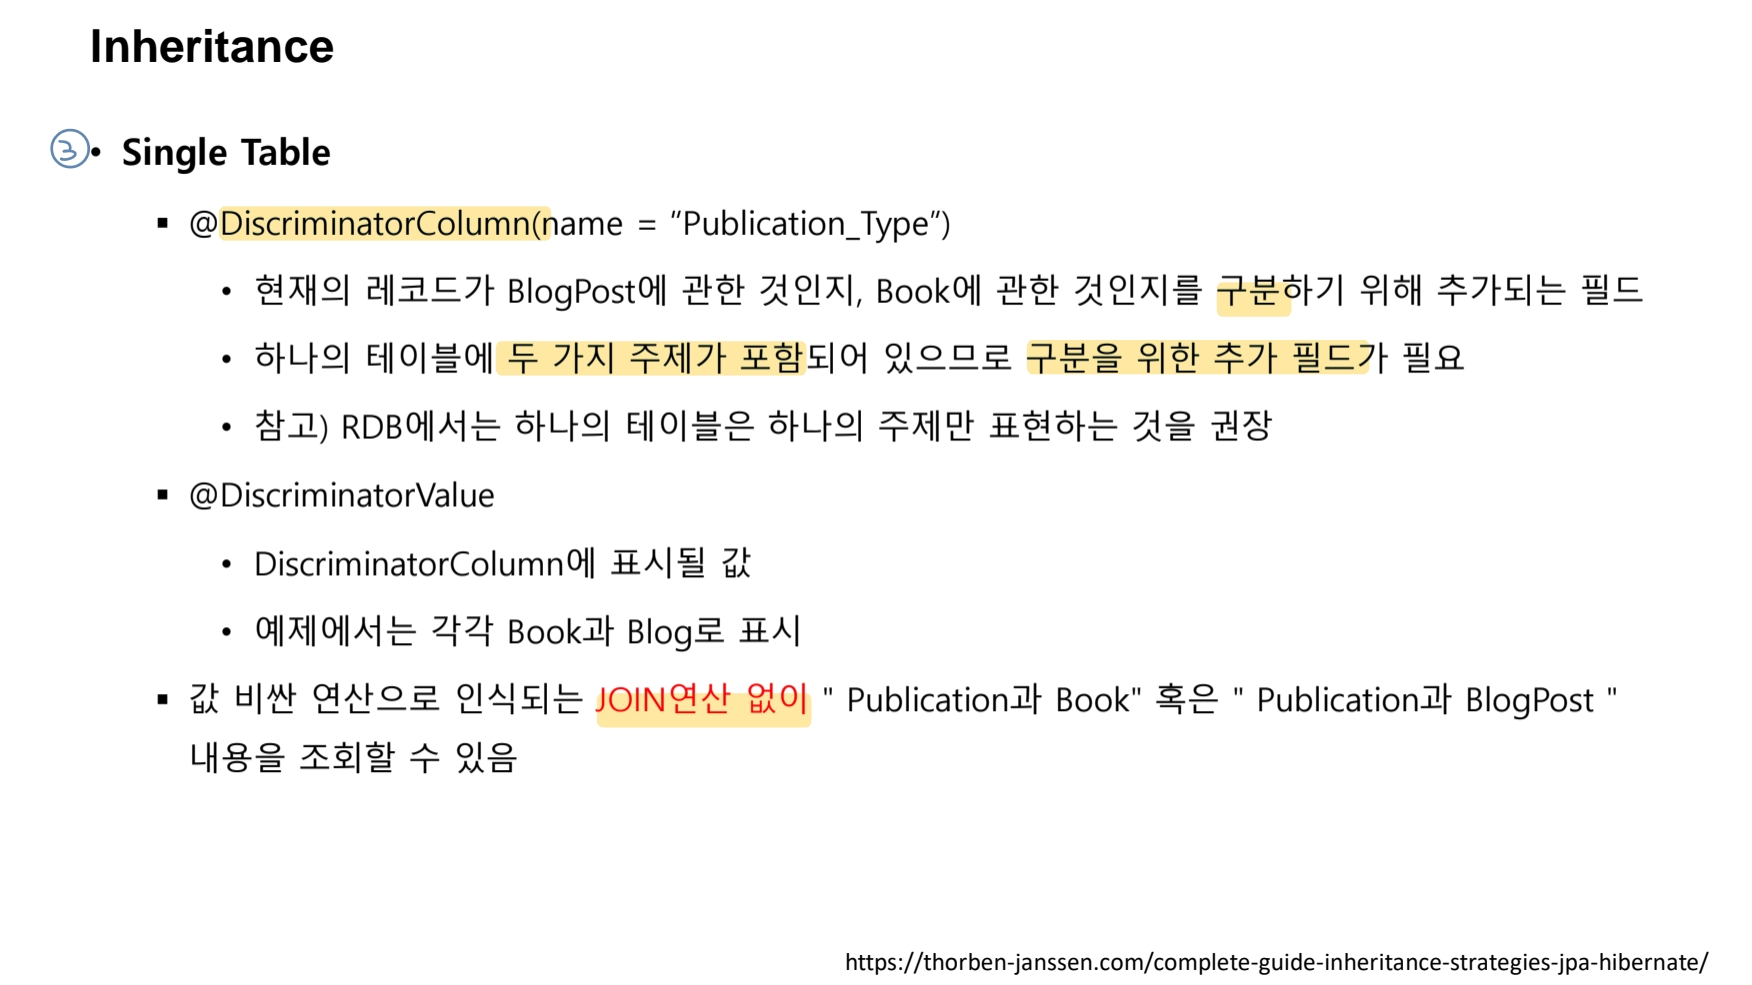 Inheritance
③• Single Table
▪ @DiscriminatorColumn(name = “Publication_Type”)
• 현재의 레코드가 BlogPost에 관한 것인지, Book에 관한 것인지를 구분하기 위해 추가되는 필드
• 하나의 테이블에 두 가지 주제가 포함되어 있으므로 구분을 위한 추가 필드가 필요
• 참고) RDB에서는 하나의 테이블은 하나의 주제만 표현하는 것을 권장
▪ @DiscriminatorValue
• DiscriminatorColumn에 표시될 값
• 예제에서는 각각 Book과 Blog로 표시
▪ 값 비싼 연산으로 인식되는 JOIN연산 없이 " Publication과 Book" 혹은 " Publication과 BlogPost "
내용을 조회할 수 있음
https://thorben-janssen.com/complete-guide-inheritance-strategies-jpa-hibernate/